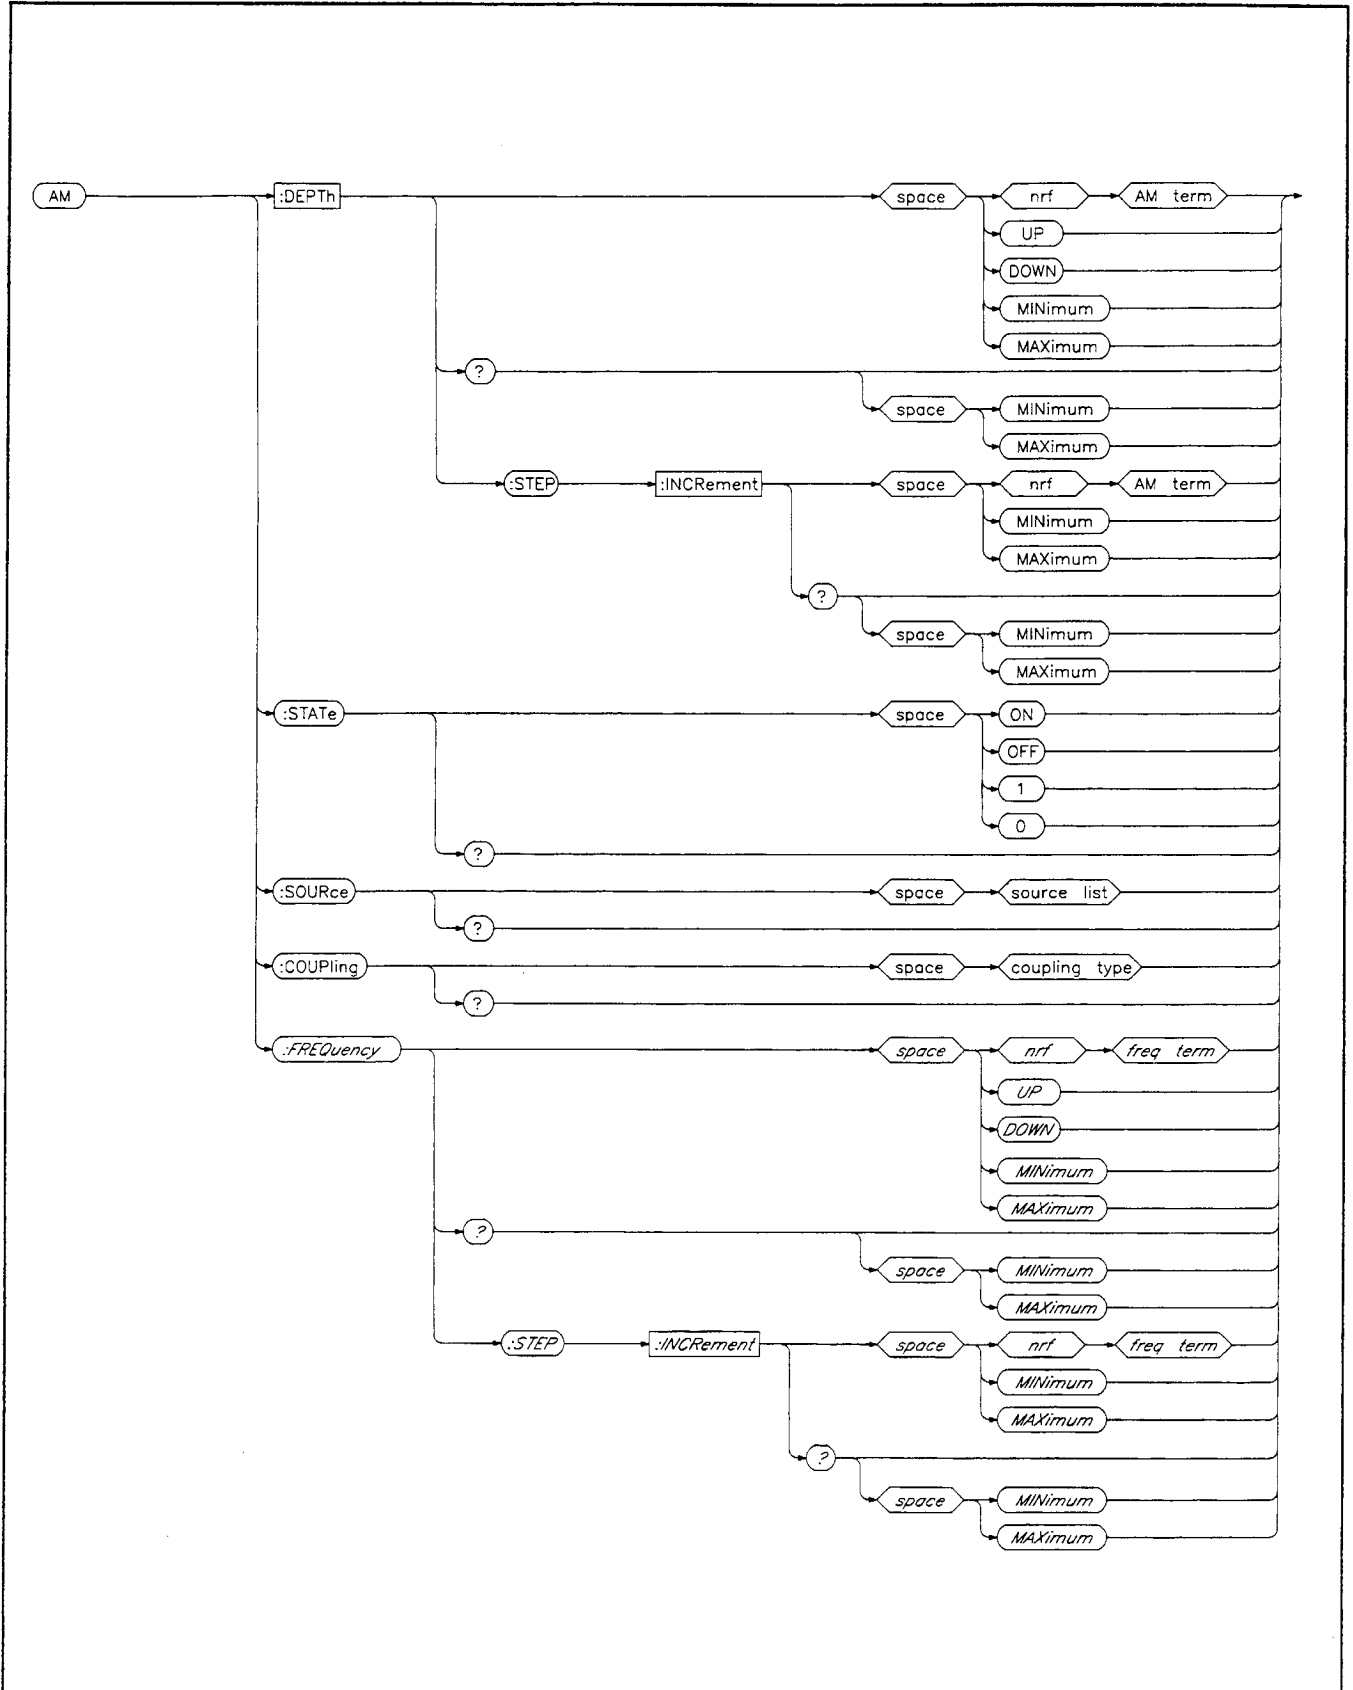 AM :DEPTh space nrf AM term
UP
DOWN
MINimum
MAXimum
?
space MINimum
MAXimum
:STEP :INCRement space nrf AM term
MINimum
MAXimum
?
space MINimum
MAXimum
:STATe space ON
OFF
1
0
?
:SOURce space source list
?
:COUPling space coupling type
?
:FREQuency space nrf freq term
UP
DOWN
MINimum
MAXimum
?
space MINimum
MAXimum
:STEP :INCRement space nrf freq term
MINimum
MAXimum
?
space MINimum
MAXimum